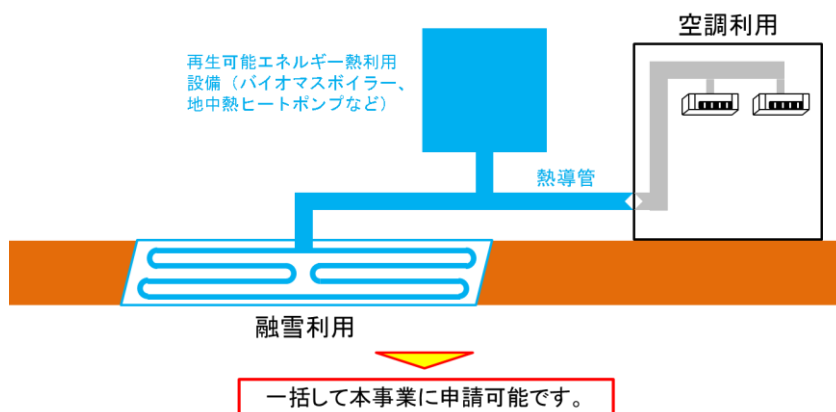 空調利用
再生可能エネルギー熱利用
設備（バイオマスボイラー、
地中熱ヒートポンプなど）
熱導管
融雪利用
一括して本事業に申請可能です。